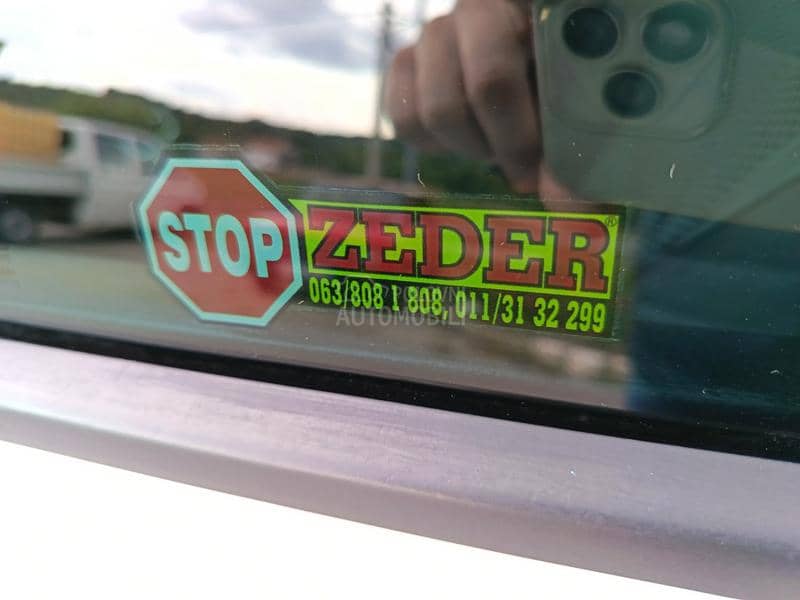 STOP
ZEDER®
063/808 1 808, 011/31 32 299
AUTOMOBILI